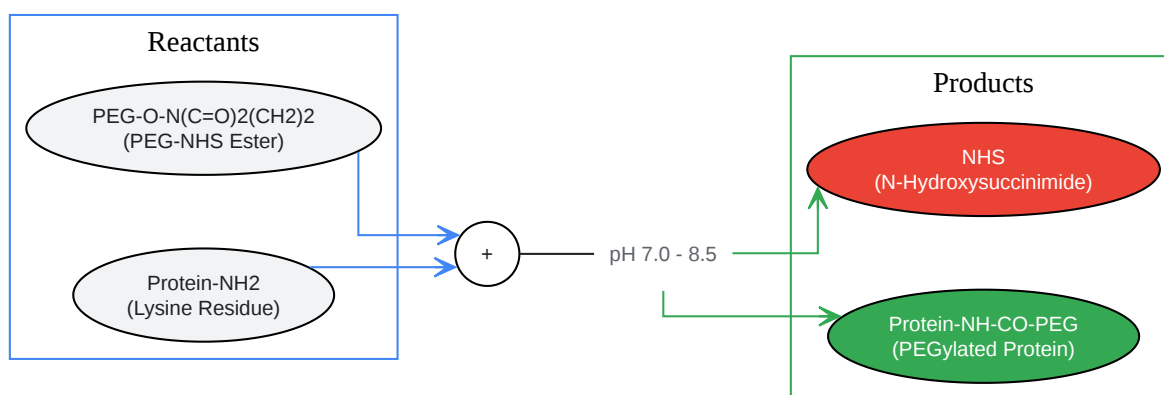 Reactants
PEG-O-N(C=O)2(CH2)2
(PEG-NHS Ester)
Protein-NH2
(Lysine Residue)
+
pH 7.0 - 8.5
Products
NHS
(N-Hydroxysuccinimide)
Protein-NH-CO-PEG
(PEGylated Protein)